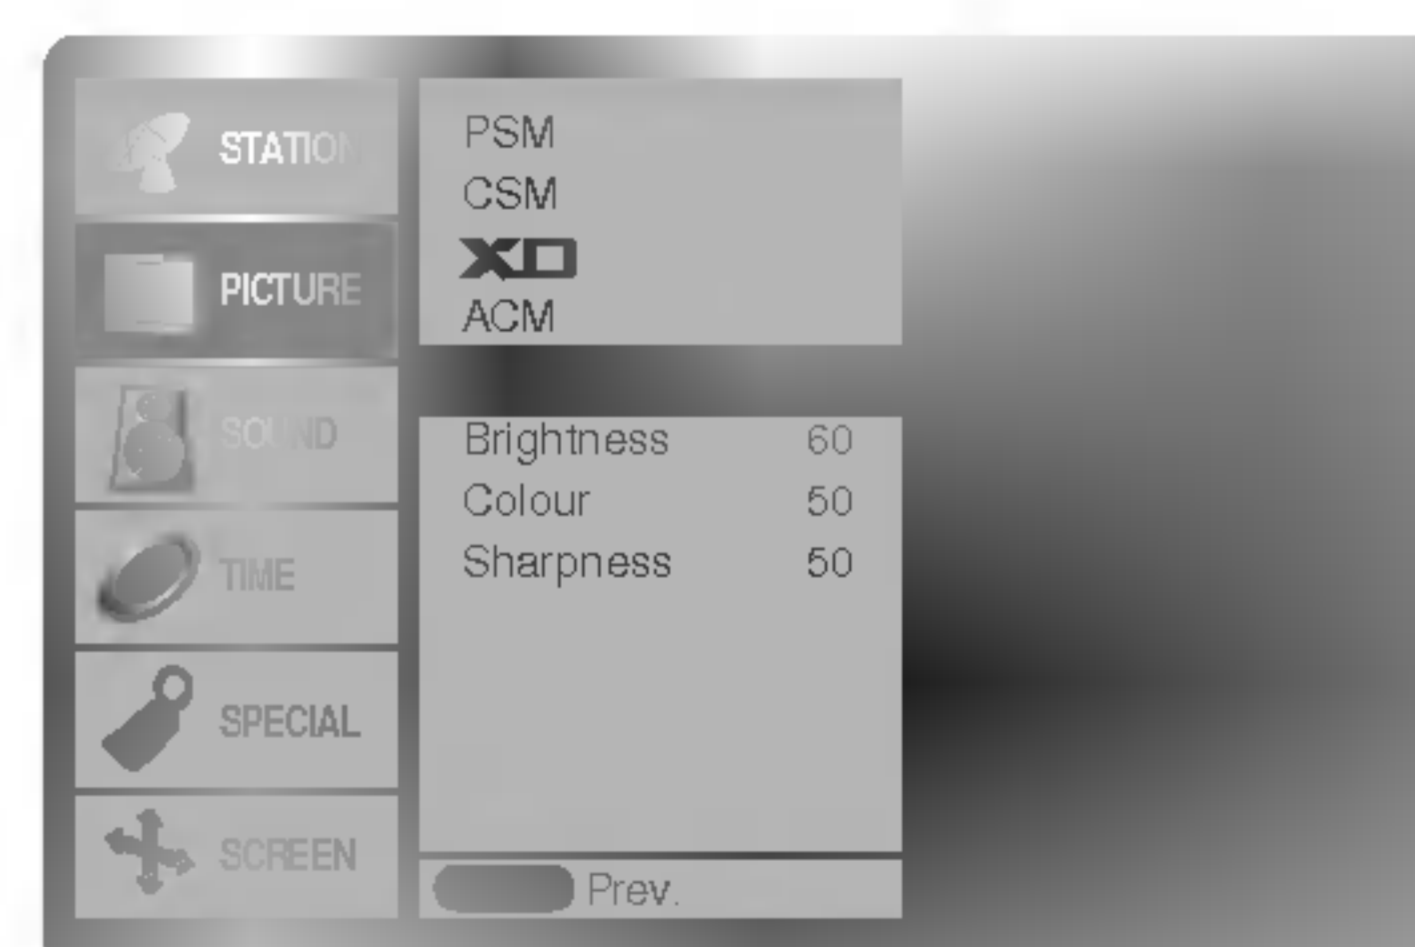 STATION
PICTURE
SOUND
TIME
SPECIAL
SCREEN
PSM
CSM
XD
ACM
Brightness 60
Colour 50
Sharpness 50
Prev.